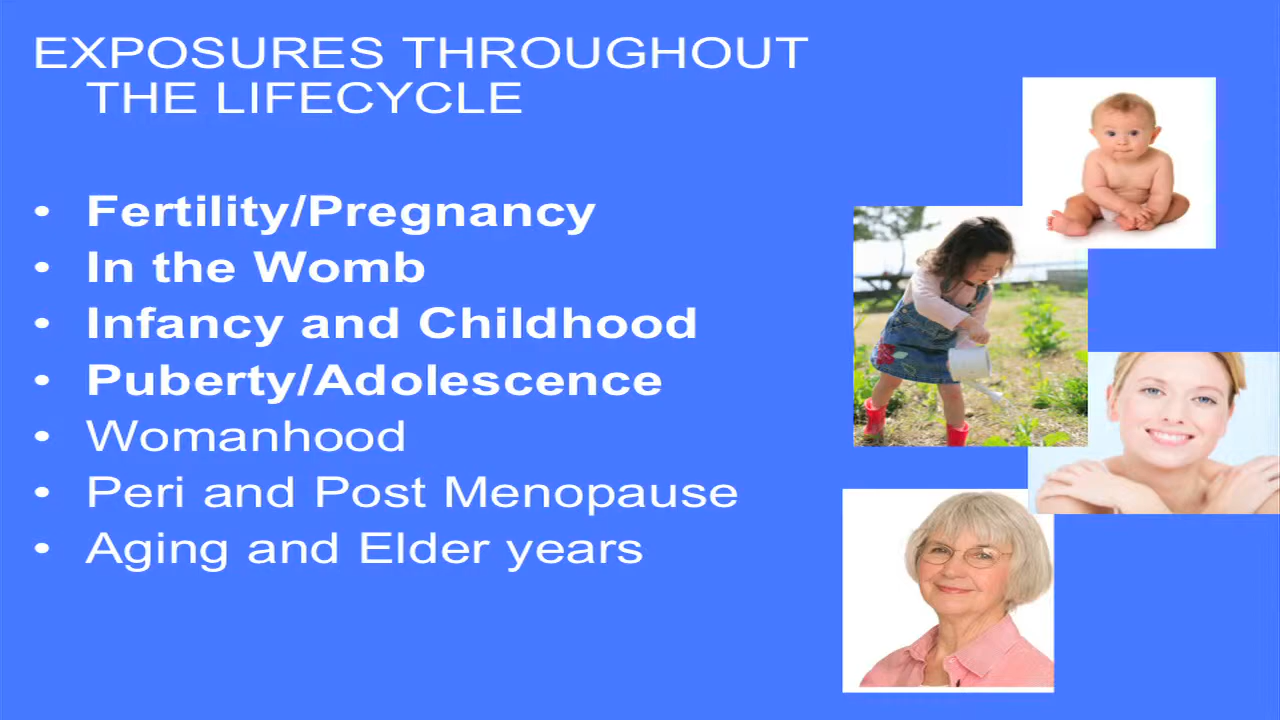 EXPOSURES THROUGHOUT
THE LIFECYCLE
• Fertility/Pregnancy
• In the Womb
• Infancy and Childhood
• Puberty/Adolescence
• Womanhood
• Peri and Post Menopause
• Aging and Elder years